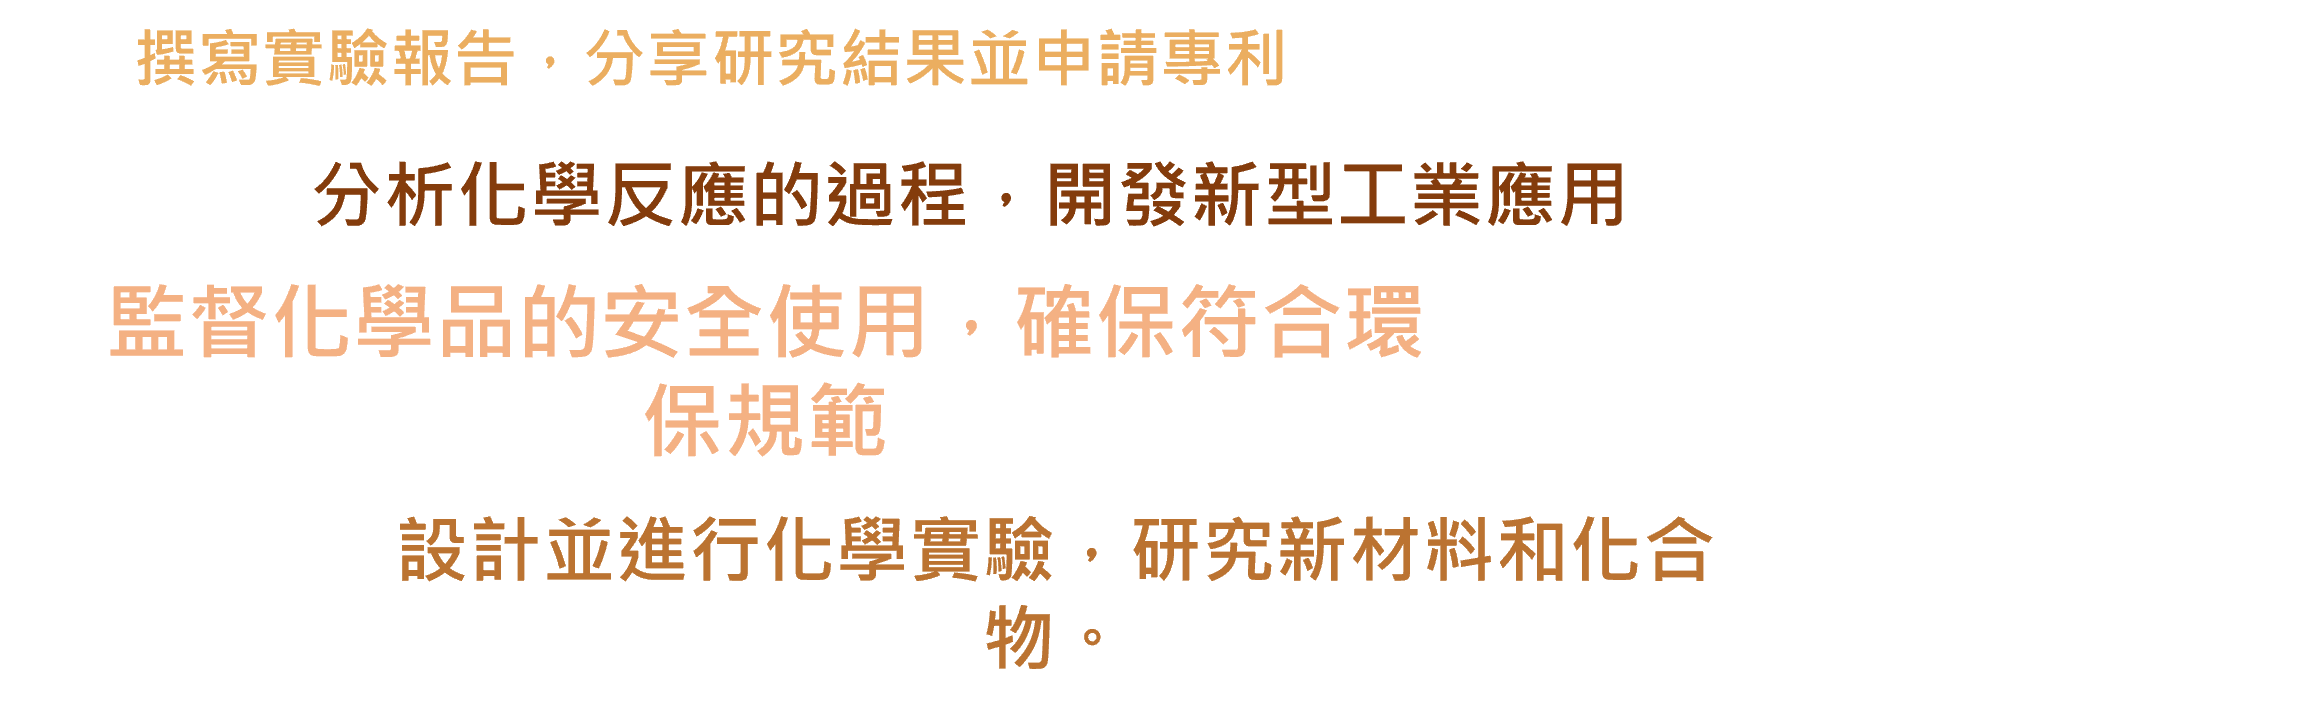 撰寫實驗報告，分享研究結果並申請專利
分析化學反應的過程，開發新型工業應用
監督化學品的安全使用，確保符合環
保規範
設計並進行化學實驗，研究新材料和化合
物。